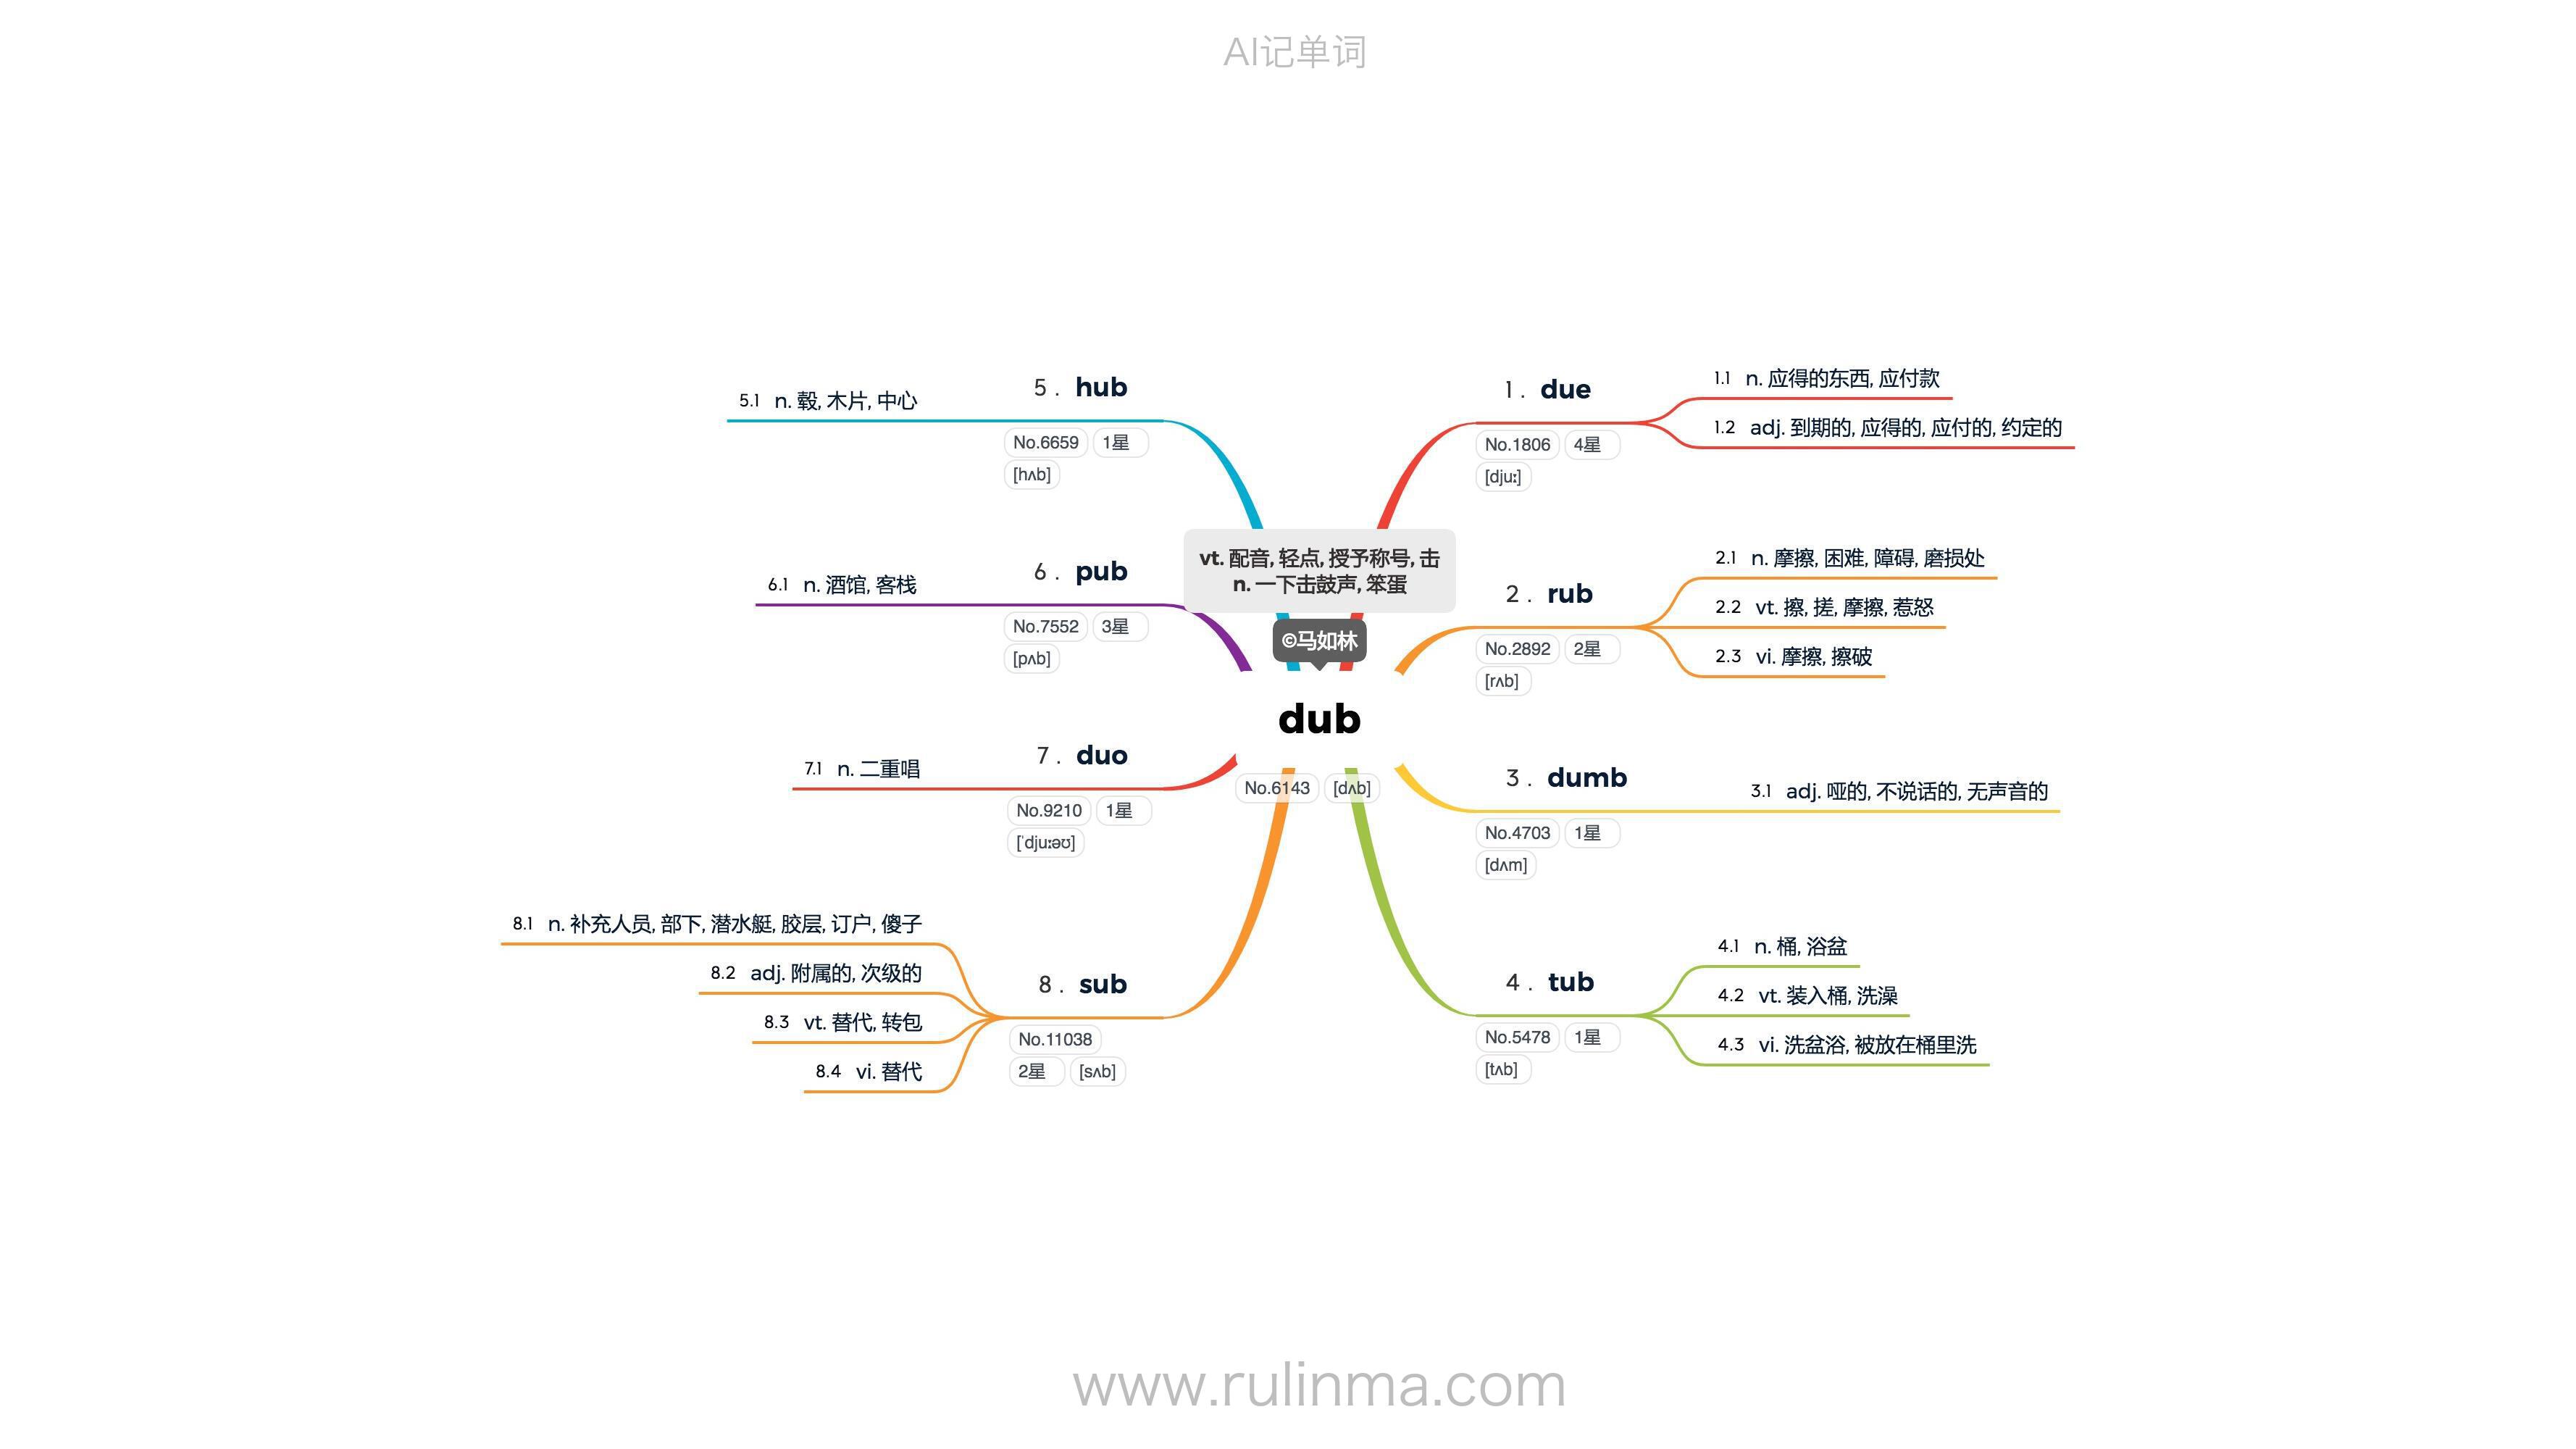 AI记单词
vt. 配音, 轻点, 授予称号, 击
n. 一下击鼓声, 笨蛋
©马如林
dub
No.6143 [dʌb]
1 . due
No.1806 4星
[djuː]
1.1 n. 应得的东西, 应付款
1.2 adj. 到期的, 应得的, 应付的, 约定的
2 . rub
No.2892 2星
[rʌb]
2.1 n. 摩擦, 困难, 障碍, 磨损处
2.2 vt. 擦, 搓, 摩擦, 惹怒
2.3 vi. 摩擦, 擦破
3 . dumb
No.4703 1星
[dʌm]
3.1 adj. 哑的, 不说话的, 无声音的
4 . tub
No.5478 1星
[tʌb]
4.1 n. 桶, 浴盆
4.2 vt. 装入桶, 洗澡
4.3 vi. 洗盆浴, 被放在桶里洗
5 . hub
No.6659 1星
[hʌb]
5.1 n. 毂, 木片, 中心
6 . pub
No.7552 3星
[pʌb]
6.1 n. 酒馆, 客栈
7 . duo
No.9210 1星
[ˈdjuːəʊ]
7.1 n. 二重唱
8 . sub
No.11038
2星 [sʌb]
8.1 n. 补充人员, 部下, 潜水艇, 胶层, 订户, 傻子
8.2 adj. 附属的, 次级的
8.3 vt. 替代, 转包
8.4 vi. 替代
www.rulinma.com